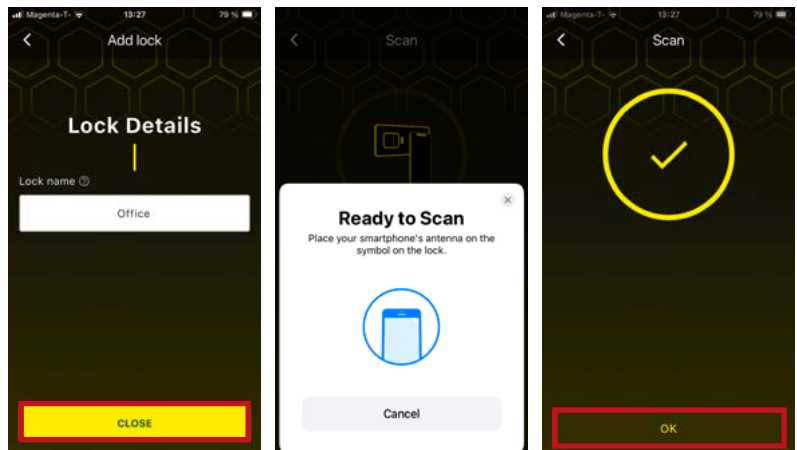 Magenta-T- 13:27 79 %
Add lock
Lock Details
Lock name
Office
CLOSE
Scan
Ready to Scan
Place your smartphone's antenna on the
symbol on the lock.
Cancel
Magenta-T- 13:27 79 %
Scan
OK